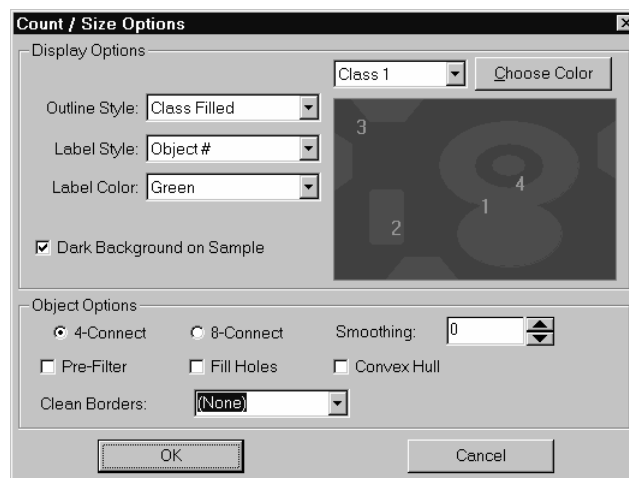 Count / Size Options
Display Options
Class 1
Choose Color
Outline Style: Class Filled
Label Style: Object #
Label Color: Green
Dark Background on Sample
3
4
1
2
Object Options
4-Connect 8-Connect Smoothing: 0
Pre-Filter Fill Holes Convex Hull
Clean Borders: (None)
OK Cancel